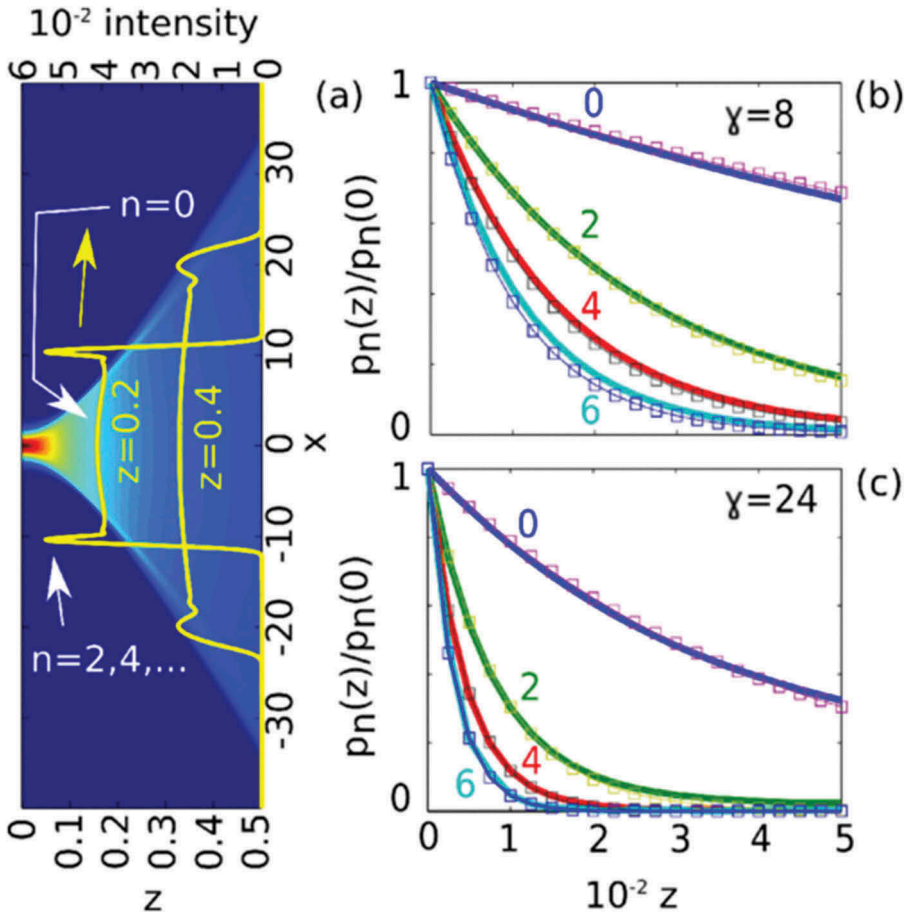 10⁻² intensity
6 5 4 3 2 1 0
(a)
n=0
n=2,4,...
z=0.2
z=0.4
30
20
10
0
-10
-20
-30
x
0 0.1 0.2 0.3 0.4 0.5
z
(b)
ɣ=8
1
0
pn(z)/pn(0)
0
2
4
6
(c)
ɣ=24
1
0
pn(z)/pn(0)
0
2
4
6
0 1 2 3 4 5
10⁻² z